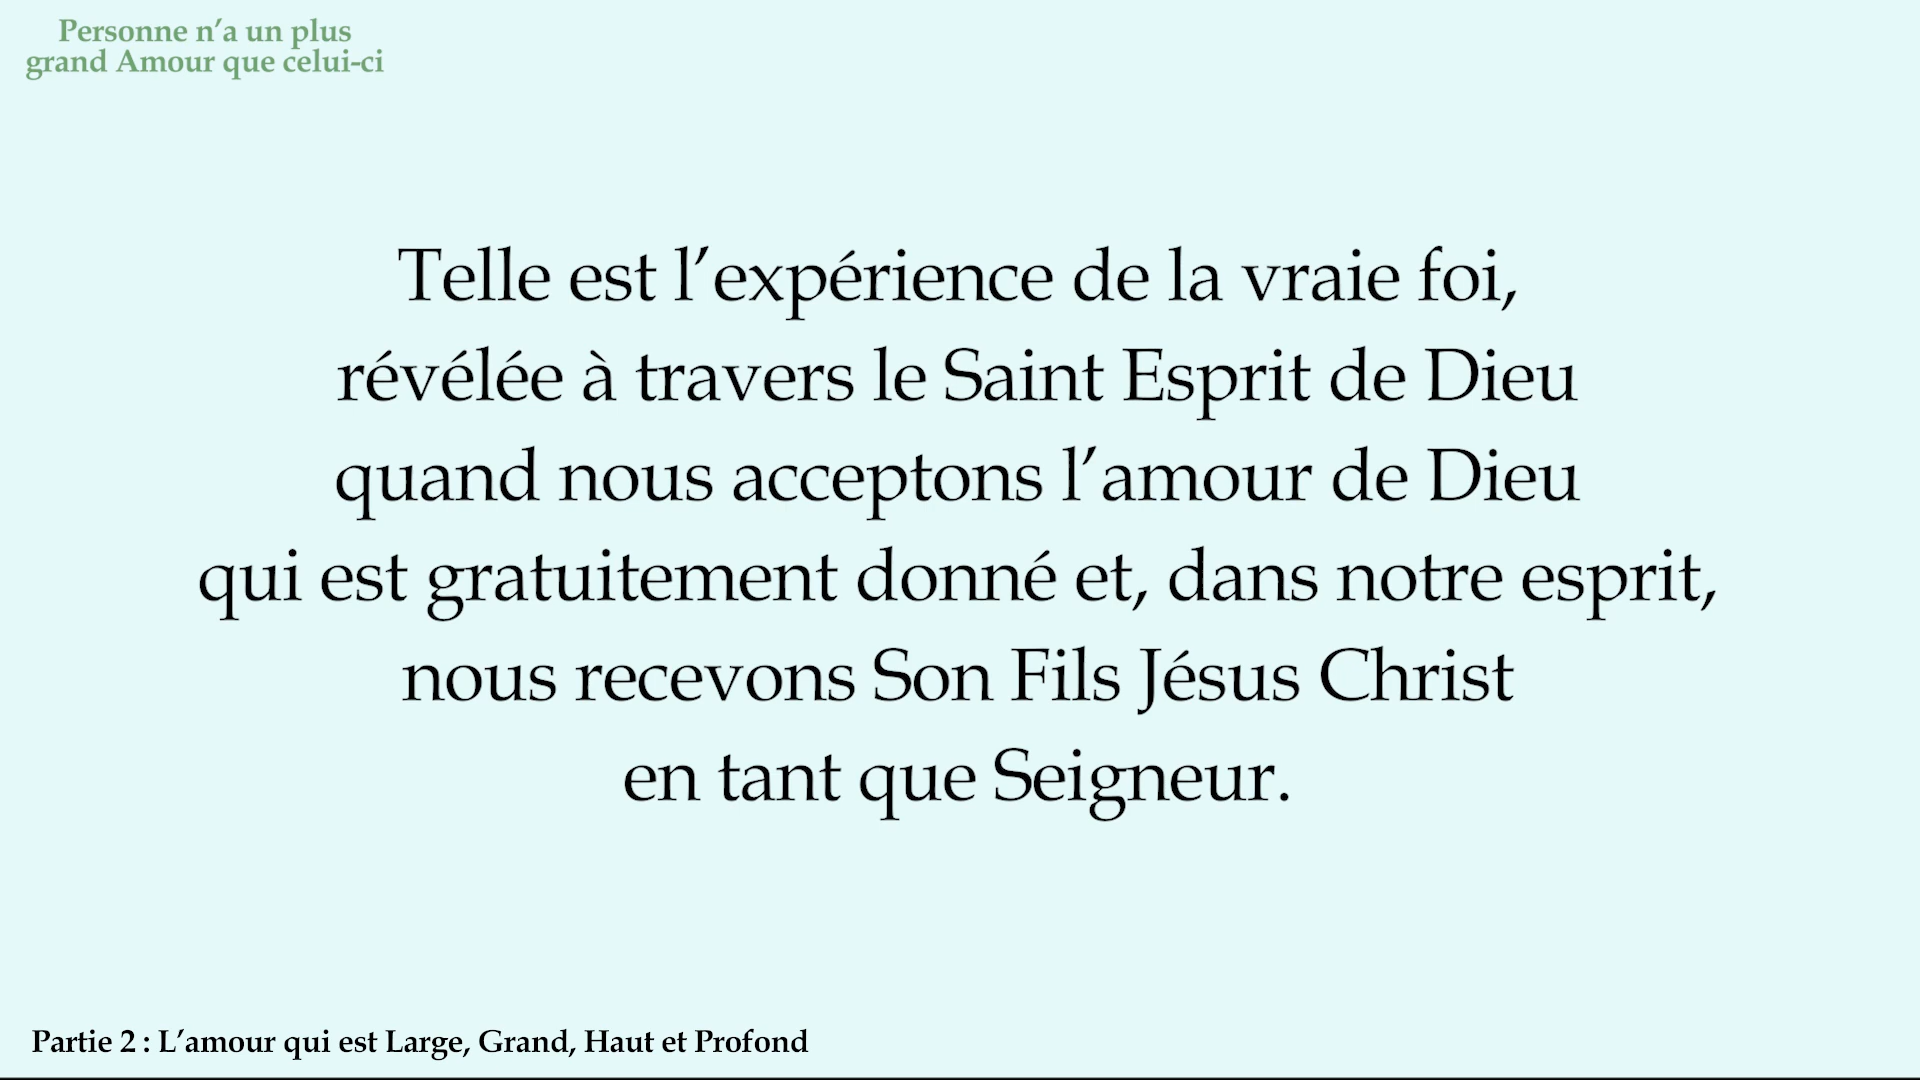 Personne n’a un plus
grand Amour que celui-ci
Telle est l’expérience de la vraie foi,
révélée à travers le Saint Esprit de Dieu
quand nous acceptons l’amour de Dieu
qui est gratuitement donné et, dans notre esprit,
nous recevons Son Fils Jésus Christ
en tant que Seigneur.
Partie 2 : L’amour qui est Large, Grand, Haut et Profond